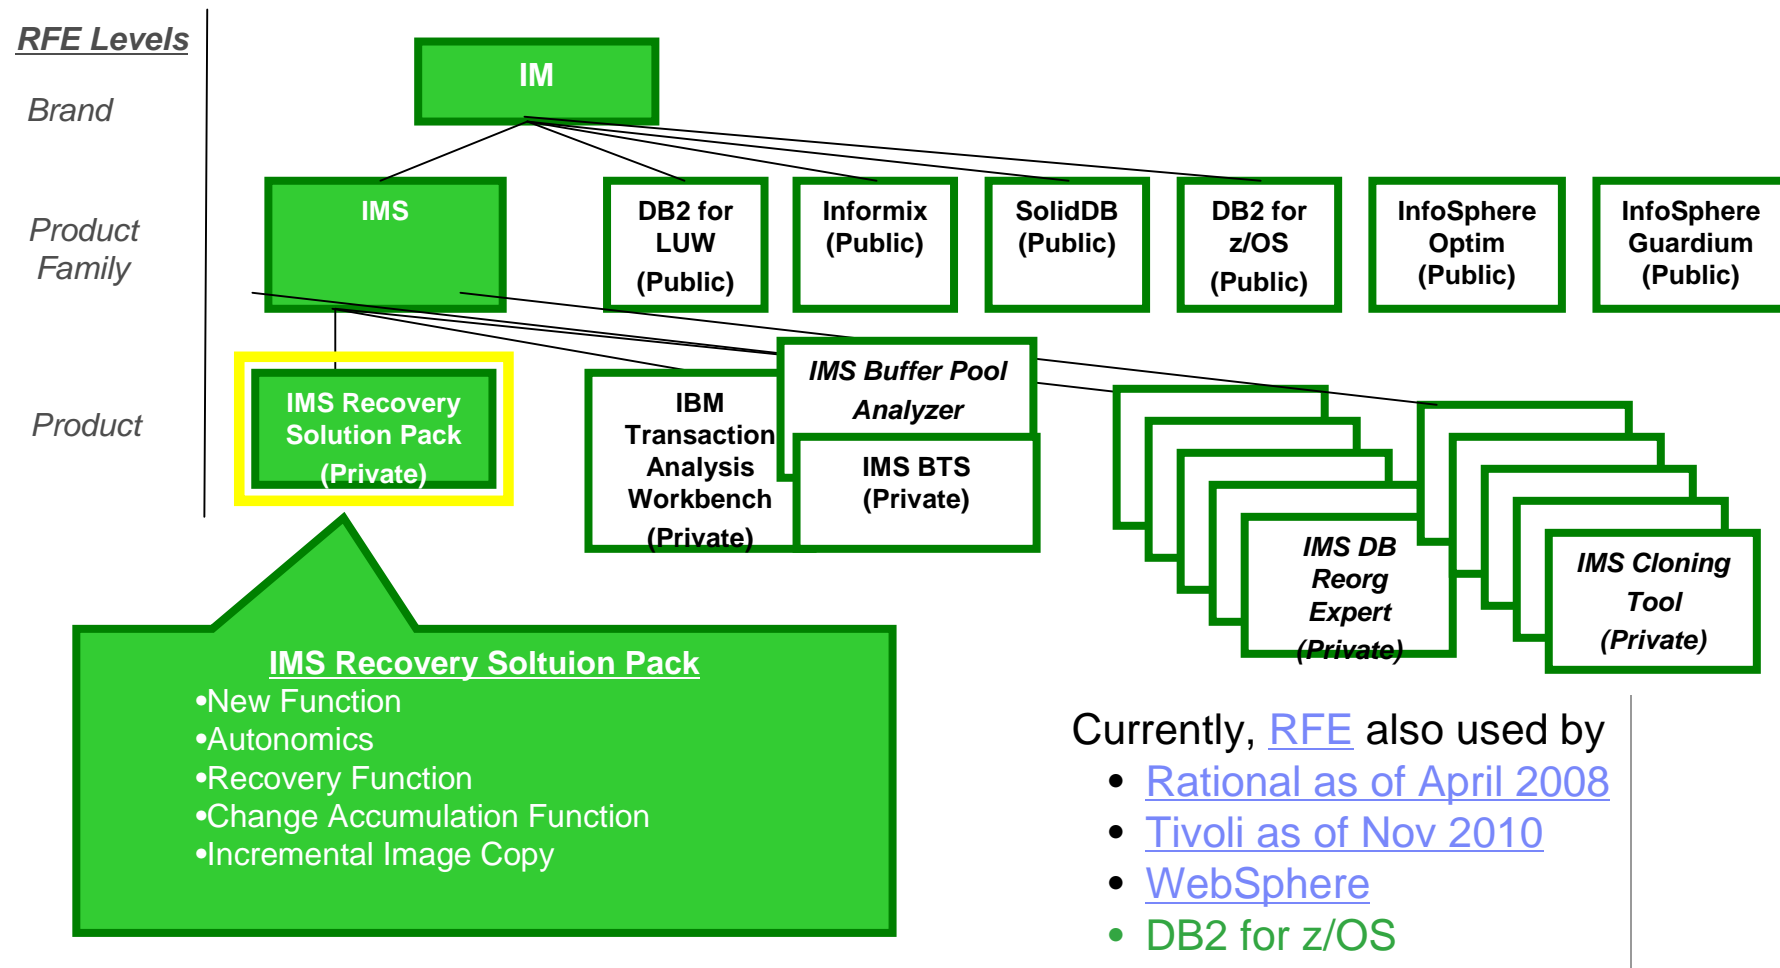 RFE Levels
Brand
IM
Product
Family
IMS
DB2 for
LUW
(Public)
Informix
(Public)
SolidDB
(Public)
DB2 for
z/OS
(Public)
InfoSphere
Optim
(Public)
InfoSphere
Guardium
(Public)
Product
IMS Recovery
Solution Pack
(Private)
IBM
Transaction
Analysis
Workbench
(Private)
IMS Buffer Pool
Analyzer
IMS BTS
(Private)
IMS DB
Reorg
Expert
(Private)
IMS Cloning
Tool
(Private)
IMS Recovery Soltuion Pack
•New Function
•Autonomics
•Recovery Function
•Change Accumulation Function
•Incremental Image Copy
Currently, RFE also used by
• Rational as of April 2008
• Tivoli as of Nov 2010
• WebSphere
• DB2 for z/OS